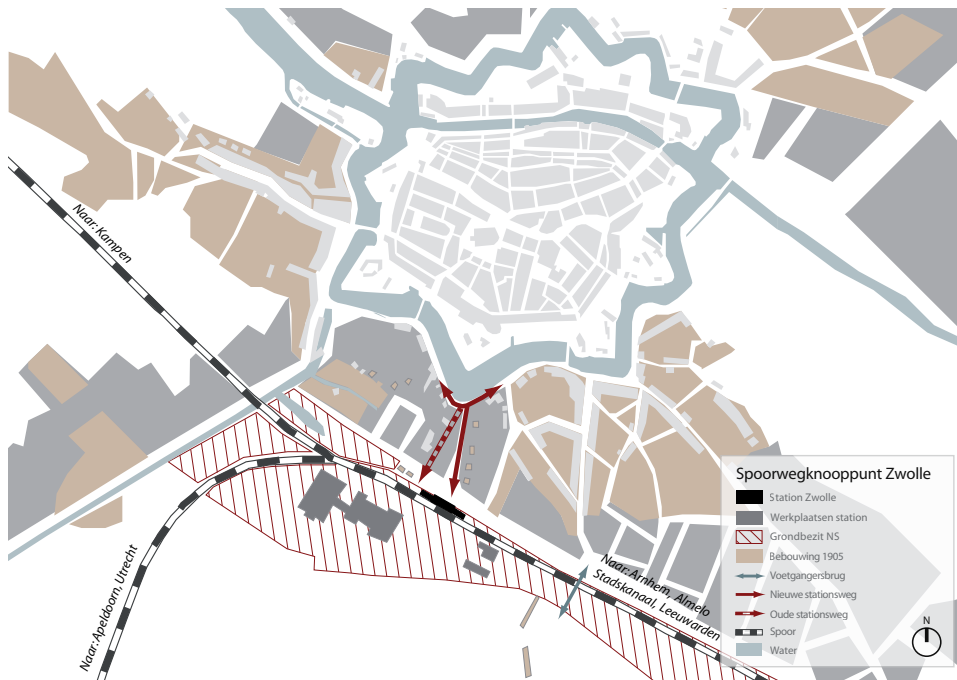 Naar: Kampen
Naar: Apeldoorn, Utrecht
Naar: Arnhem, Almelo
Stadskanaal, Leeuwarden
Spoorwegknooppunt Zwolle
Station Zwolle
Werkplaatsen station
Grondbezit NS
Bebouwing 1905
Voetgangersbrug
Nieuwe stationsweg
Oude stationsweg
Spoor
Water
N